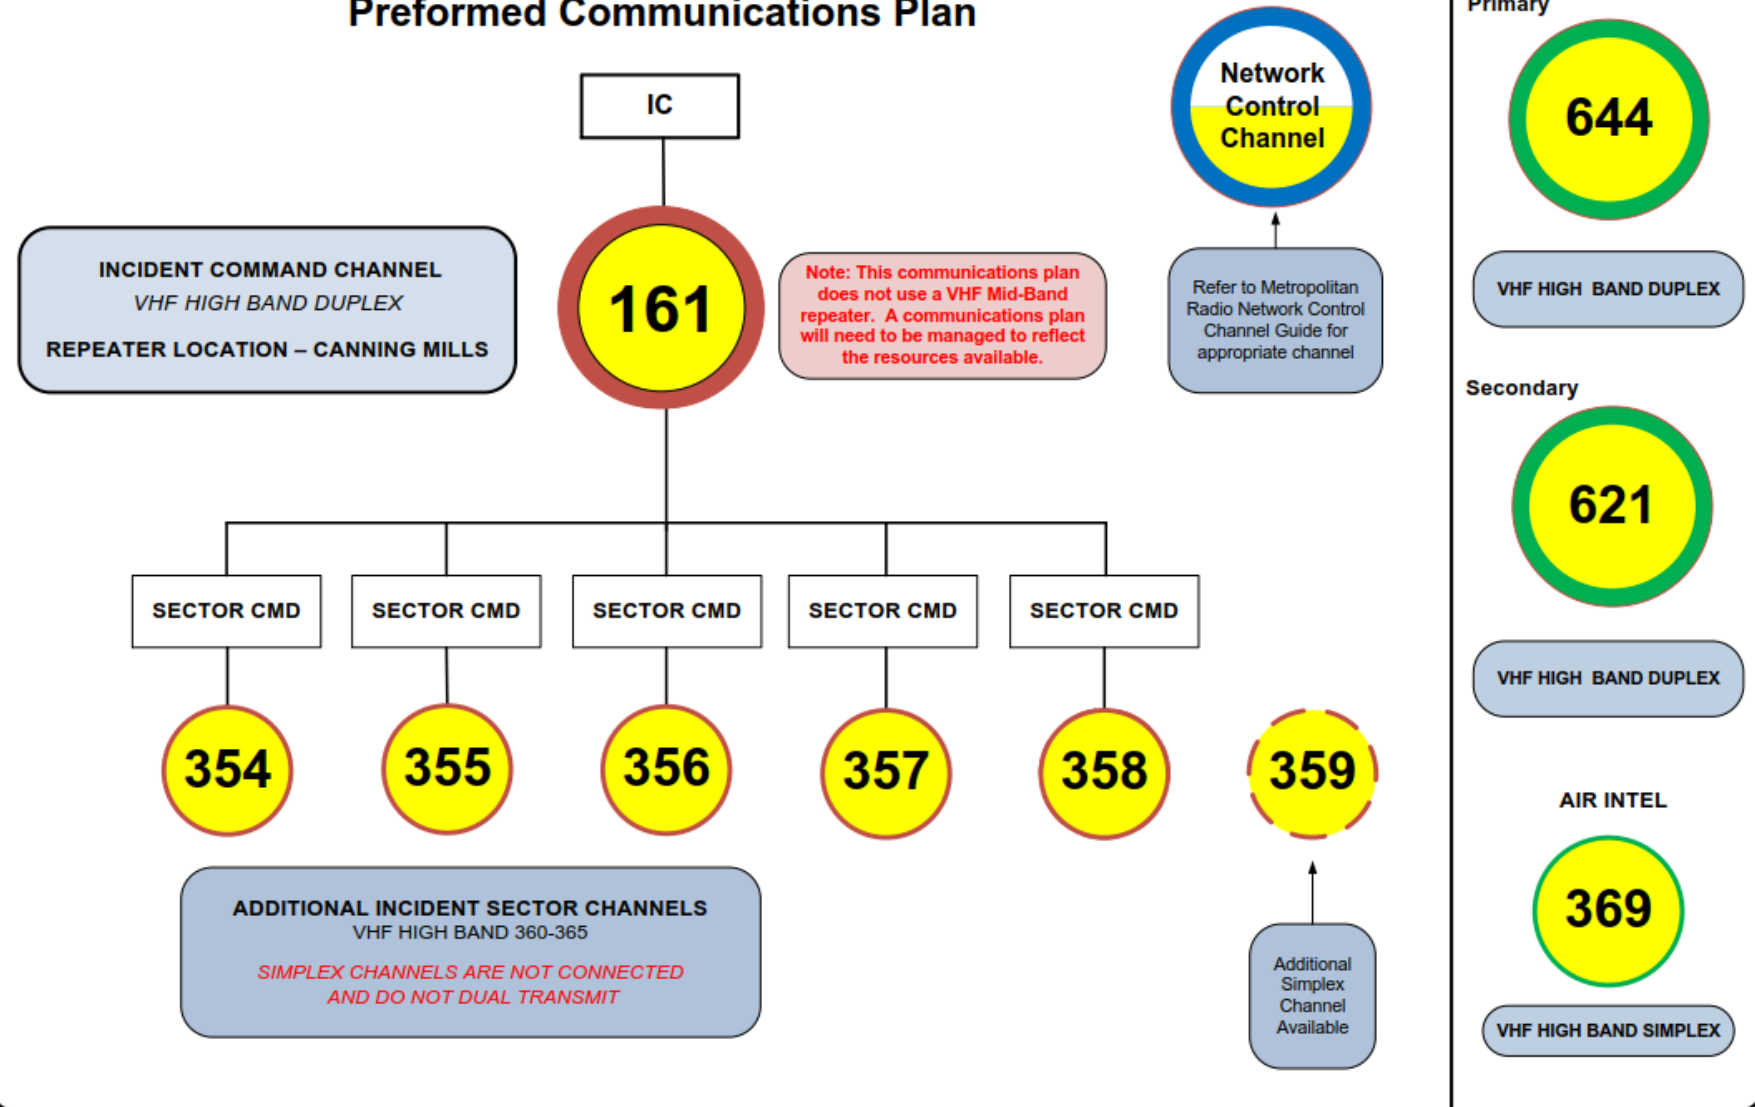 Preformed Communications Plan
IC
INCIDENT COMMAND CHANNEL
VHF HIGH BAND DUPLEX
REPEATER LOCATION – CANNING MILLS
161
Note: This communications plan
does not use a VHF Mid-Band
repeater.  A communications plan
will need to be managed to reflect
the resources available.
Network
Control
Channel
Refer to Metropolitan
Radio Network Control
Channel Guide for
appropriate channel
SECTOR CMD
SECTOR CMD
SECTOR CMD
SECTOR CMD
SECTOR CMD
354
355
356
357
358
359
ADDITIONAL INCIDENT SECTOR CHANNELS
VHF HIGH BAND 360-365
SIMPLEX CHANNELS ARE NOT CONNECTED
AND DO NOT DUAL TRANSMIT
Additional
Simplex
Channel
Available
Primary
644
VHF HIGH  BAND DUPLEX
Secondary
621
VHF HIGH  BAND DUPLEX
AIR INTEL
369
VHF HIGH BAND SIMPLEX